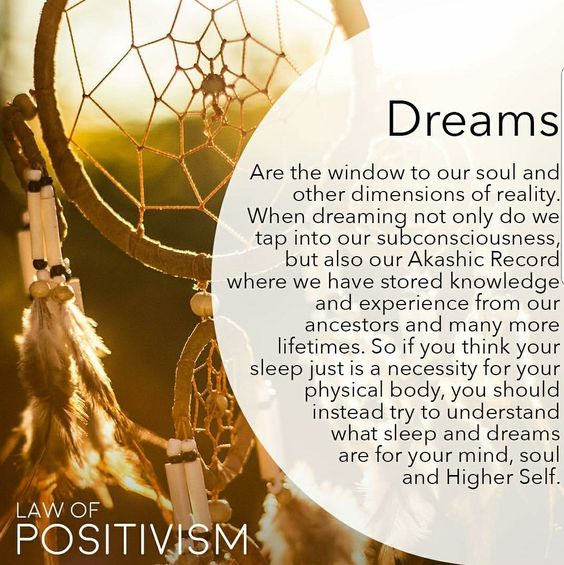 Dreams
Are the window to our soul and
other dimensions of reality.
When dreaming not only do we
tap into our subconsciousness,
but also our Akashic Record
where we have stored knowledge
and experience from our
ancestors and many more
lifetimes. So if you think your
sleep just is a necessity for your
physical body, you should
instead try to understand
what sleep and dreams
are for your mind, soul
and Higher Self.
LAW OF
POSITIVISM